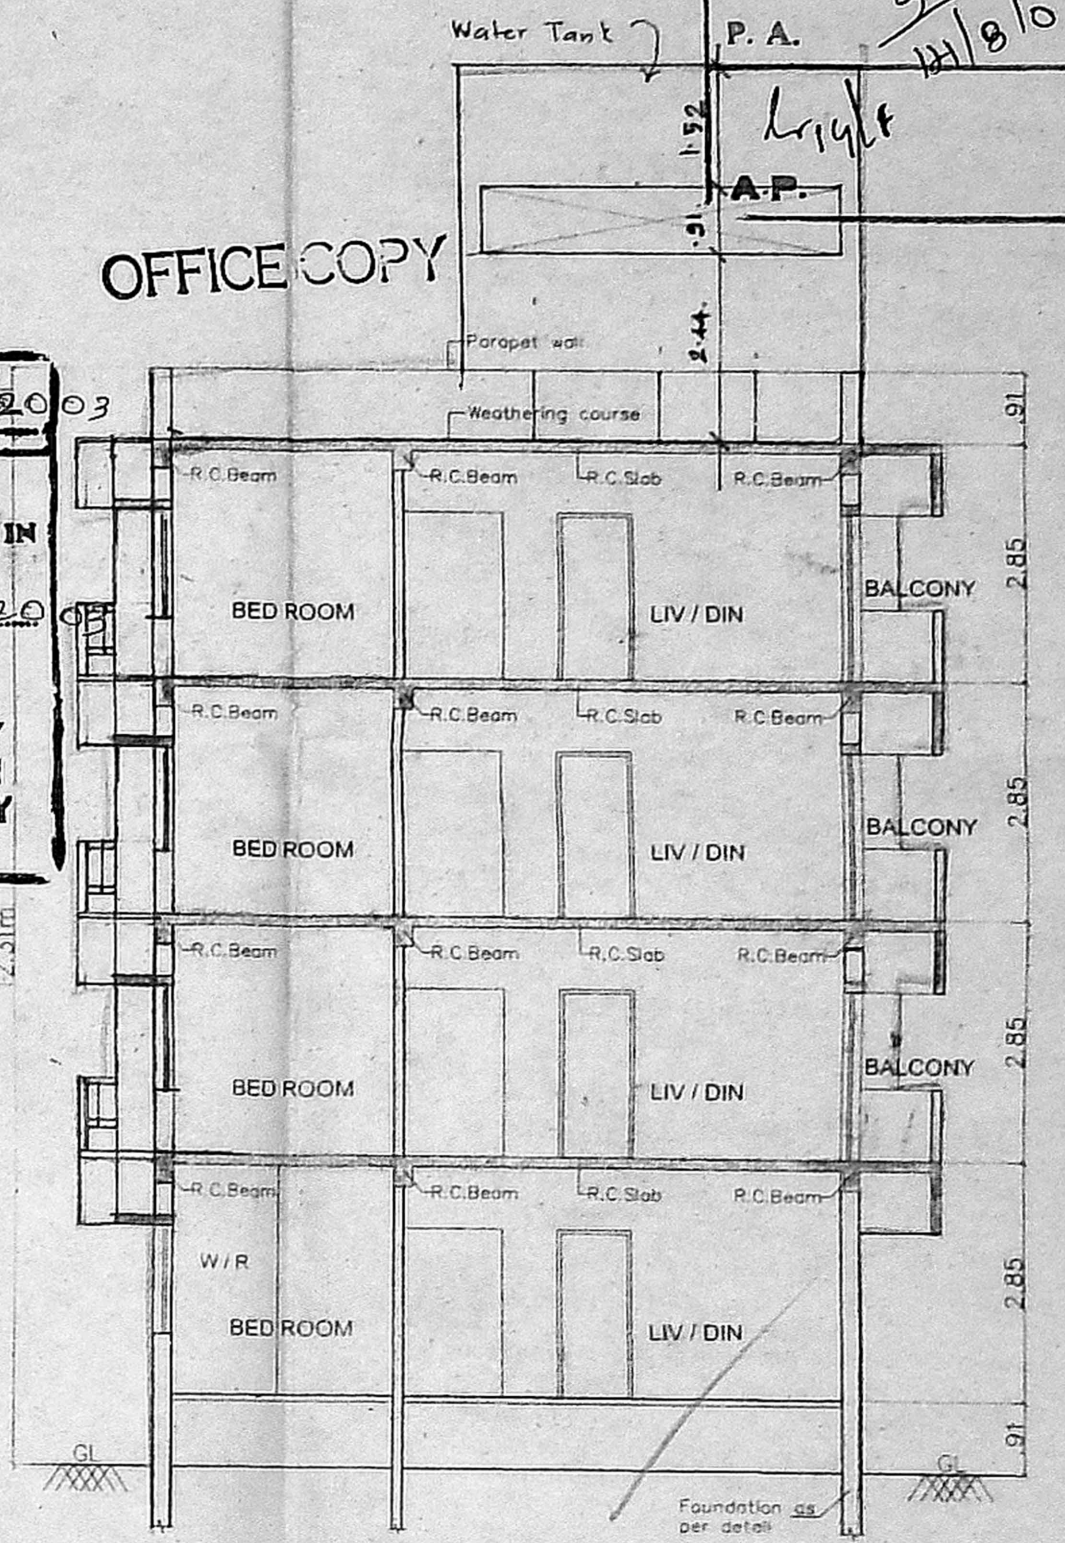 Water Tank
P. A.
1.52
A.P.
.91
OFFICE COPY
2.44
Parapet wall
Weathering course
.91
2003
R.C.Beam R.C.Beam R.C.Slab R.C.Beam
IN
2.85
BALCONY
2003
BED ROOM LIV / DIN
R.C.Beam R.C.Beam R.C.Slab R.C.Beam
2.85
BALCONY
BED ROOM LIV / DIN
R.C.Beam R.C.Beam R.C.Slab R.C.Beam
2.85
BALCONY
BED ROOM LIV / DIN
R.C.Beam R.C.Beam R.C.Slab R.C.Beam
W / R
2.85
BED ROOM LIV / DIN
.91
GL GL
Foundation as
per detail